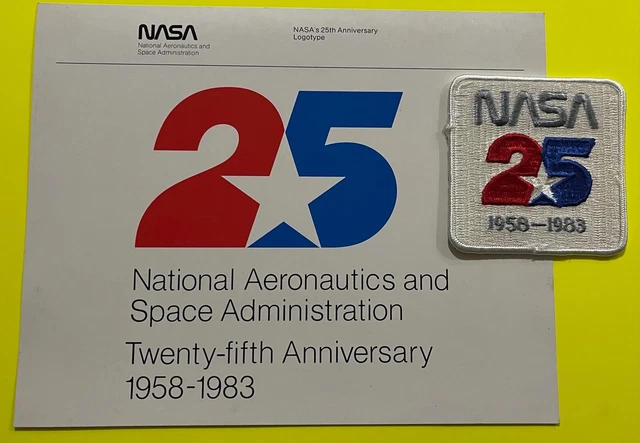 NASA
National Aeronautics and
Space Administration
NASA's 25th Anniversary
Logotype
25
National Aeronautics and
Space Administration
Twenty-fifth Anniversary
1958-1983
NASA
25
1958—1983